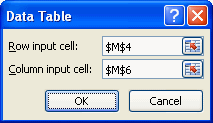 Data Table
?
Row input cell: $M$4
Column input cell: $M$6
OK Cancel